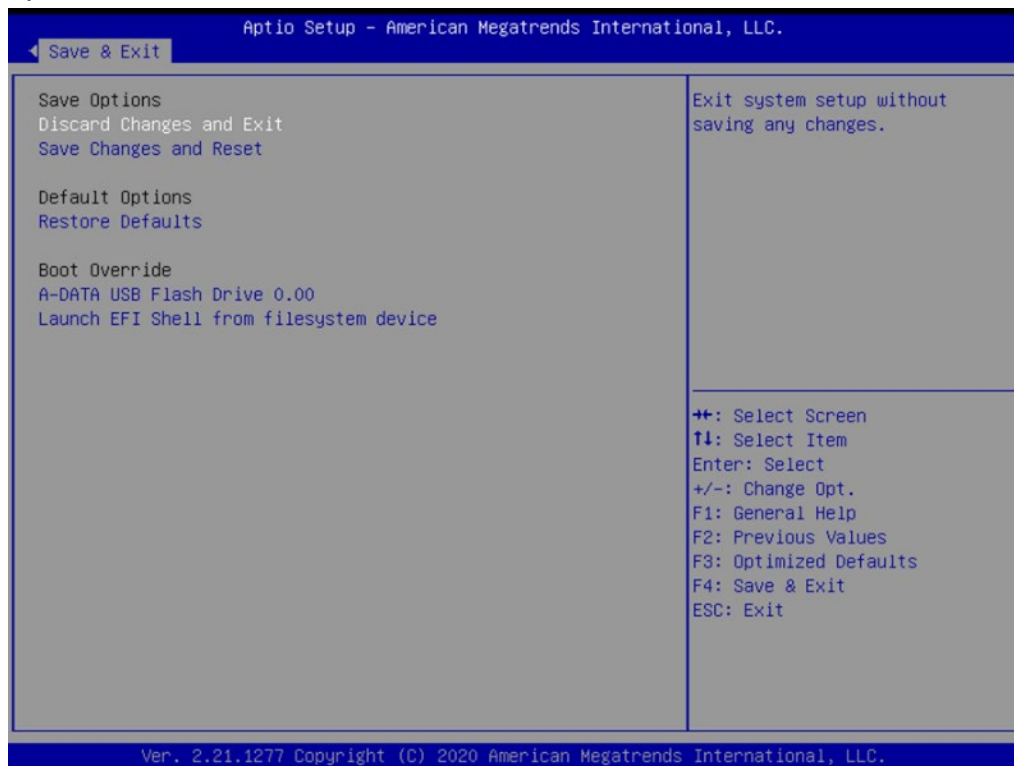 Aptio Setup – American Megatrends International, LLC.
Save & Exit
Save Options
Discard Changes and Exit
Save Changes and Reset
Default Options
Restore Defaults
Boot Override
A-DATA USB Flash Drive 0.00
Launch EFI Shell from filesystem device
Exit system setup without
saving any changes.
→←: Select Screen
↑↓: Select Item
Enter: Select
+/-: Change Opt.
F1: General Help
F2: Previous Values
F3: Optimized Defaults
F4: Save & Exit
ESC: Exit
Ver. 2.21.1277 Copyright (C) 2020 American Megatrends International, LLC.